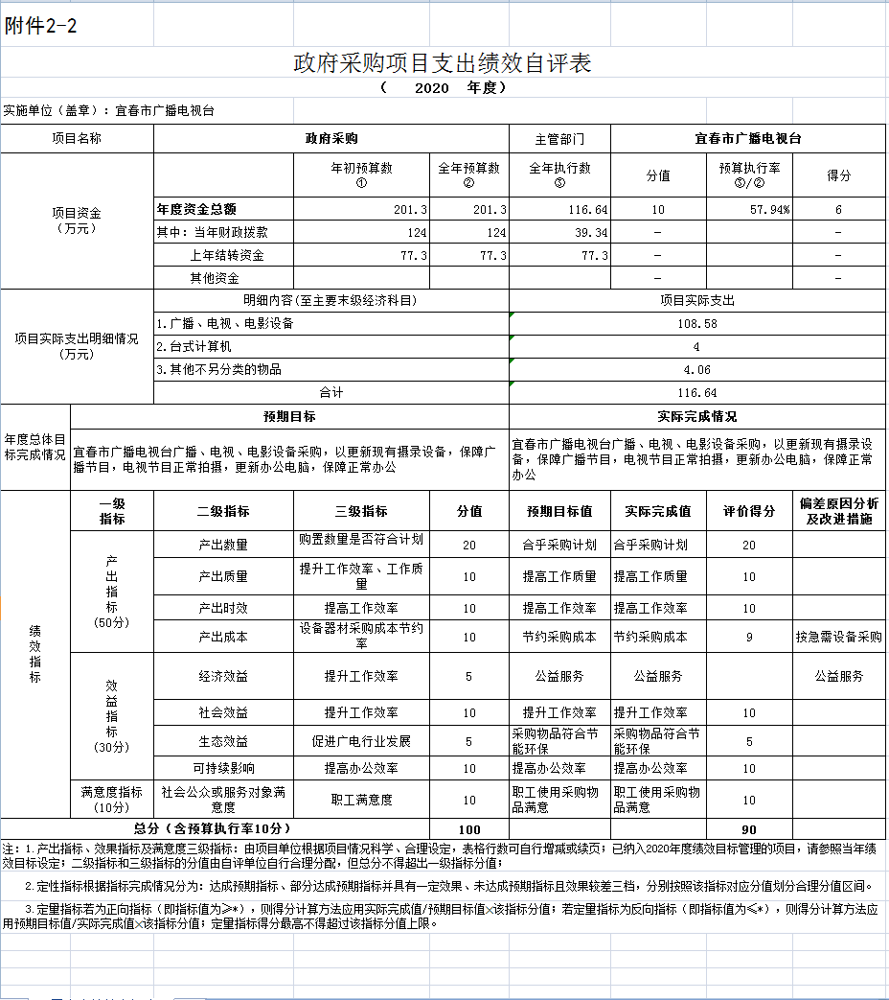 附件2-2
政府采购项目支出绩效自评表
( 2020 年度)
实施单位(盖章):宜春市广播电视台
项目名称 政府采购 主管部门 宜春市广播电视台
项目资金
(万元)
年初预算数
①
全年预算数
②
全年执行数
③
分值
预算执行率
③/②
得分
年度资金总额 201.3 201.3 116.64 10 57.94% 6
其中:当年财政拨款 124 124 39.34 - -
上年结转资金 77.3 77.3 77.3 - -
其他资金 - -
项目实际支出明细情况
(万元)
明细内容(至主要末级经济科目) 项目实际支出
1.广播、电视、电影设备 108.58
2.台式计算机 4
3.其他不另分类的物品 4.06
合计 116.64
年度总体目
标完成情况
预期目标 实际完成情况
宜春市广播电视台广播、电视、电影设备采购,以更新现有摄录设备,保障广
播节目,电视节目正常拍摄,更新办公电脑,保障正常办公
宜春市广播电视台广播、电视、电影设备采购,以更新现有摄录设
备,保障广播节目,电视节目正常拍摄,更新办公电脑,保障正常
办公
绩
效
指
标
一级
指标
二级指标 三级指标 分值 预期目标值 实际完成值 评价得分
偏差原因分析
及改进措施
产
出
指
标
(50分)
产出数量 购置数量是否符合计划 20 合乎采购计划 合乎采购计划 20
产出质量
提升工作效率、工作质
量
10 提高工作质量 提高工作质量 10
产出时效 提高工作效率 10 提高工作效率 提高工作效率 10
产出成本
设备器材采购成本节约
率
10 节约采购成本 节约采购成本 9 按急需设备采购
效
益
指
标
(30分)
经济效益 提升工作效率 5 公益服务 公益服务 公益服务
社会效益 提升工作效率 10 提升工作效率 提升工作效率 10
生态效益 促进广电行业发展 5
采购物品符合节
能环保
采购物品符合节
能环保
5
可持续影响 提高办公效率 10 提高办公效率 提高办公效率 10
满意度指标
(10分)
社会公众或服务对象满
意度
职工满意度 10
职工使用采购物
品满意
职工使用采购物
品满意
10
总分(含预算执行率10分) 100 90
注:1.产出指标、效果指标及满意度三级指标:由项目单位根据项目情况科学、合理设定,表格行数可自行增减或续页;已纳入2020年度绩效目标管理的项目,请参照当年绩
效目标设定;二级指标和三级指标的分值由自评单位自行合理分配,但总分不得超出一级指标分值;
2.定性指标根据指标完成情况分为:达成预期指标、部分达成预期指标并具有一定效果、未达成预期指标且效果较差三档,分别按照该指标对应分值划分合理分值区间。
3.定量指标若为正向指标(即指标值为≥*),则得分计算方法应用实际完成值/预期目标值×该指标分值;若定量指标为反向指标(即指标值为≤*),则得分计算方法应
用预期目标值/实际完成值×该指标分值;定量指标得分最高不得超过该指标分值上限。